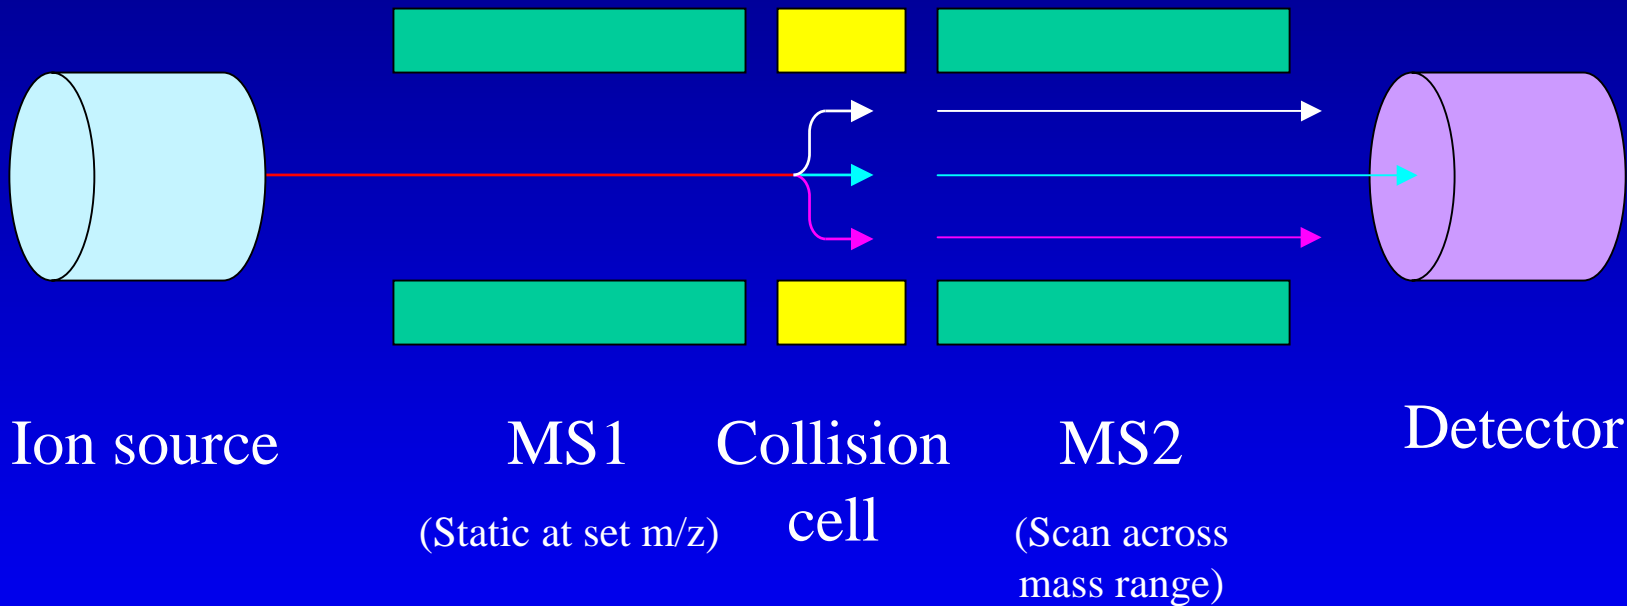 Ion source
MS1
(Static at set m/z)
Collision
cell
MS2
(Scan across
mass range)
Detector